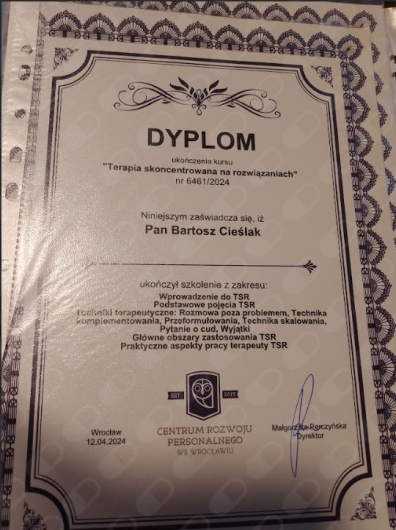 DYPLOM
ukończenia kursu
"Terapia skoncentrowana na rozwiązaniach"
nr 6461/2024
Niniejszym zaświadcza się, iż
Pan Bartosz Cieślak
ukończył szkolenie z zakresu:
Wprowadzenie do TSR
Podstawowe pojęcia TSR
Techniki terapeutyczne: Rozmowa poza problemem, Technika
komplementowania, Przeformułowania, Technika skalowania,
Pytanie o cud, Wyjątki
Główne obszary zastosowania TSR
Praktyczne aspekty pracy terapeuty TSR
EST. 2015
Wrocław
12.04.2024
CENTRUM ROZWOJU
PERSONALNEGO
WE WROCŁAWIU
Małgorzata
Dyrektor